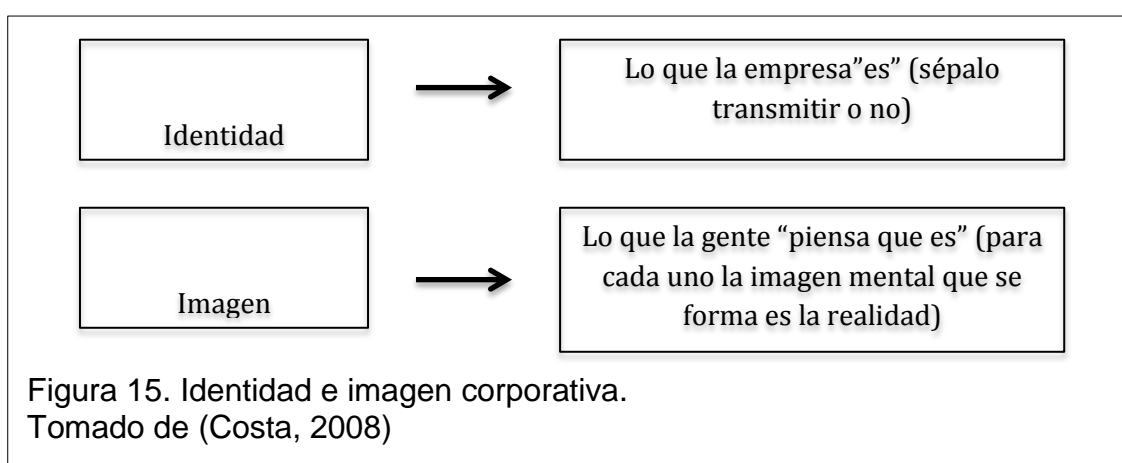 Identidad
Lo que la empresa”es” (sépalo
transmitir o no)
Imagen
Lo que la gente “piensa que es” (para
cada uno la imagen mental que se
forma es la realidad)
Figura 15. Identidad e imagen corporativa.
Tomado de (Costa, 2008)